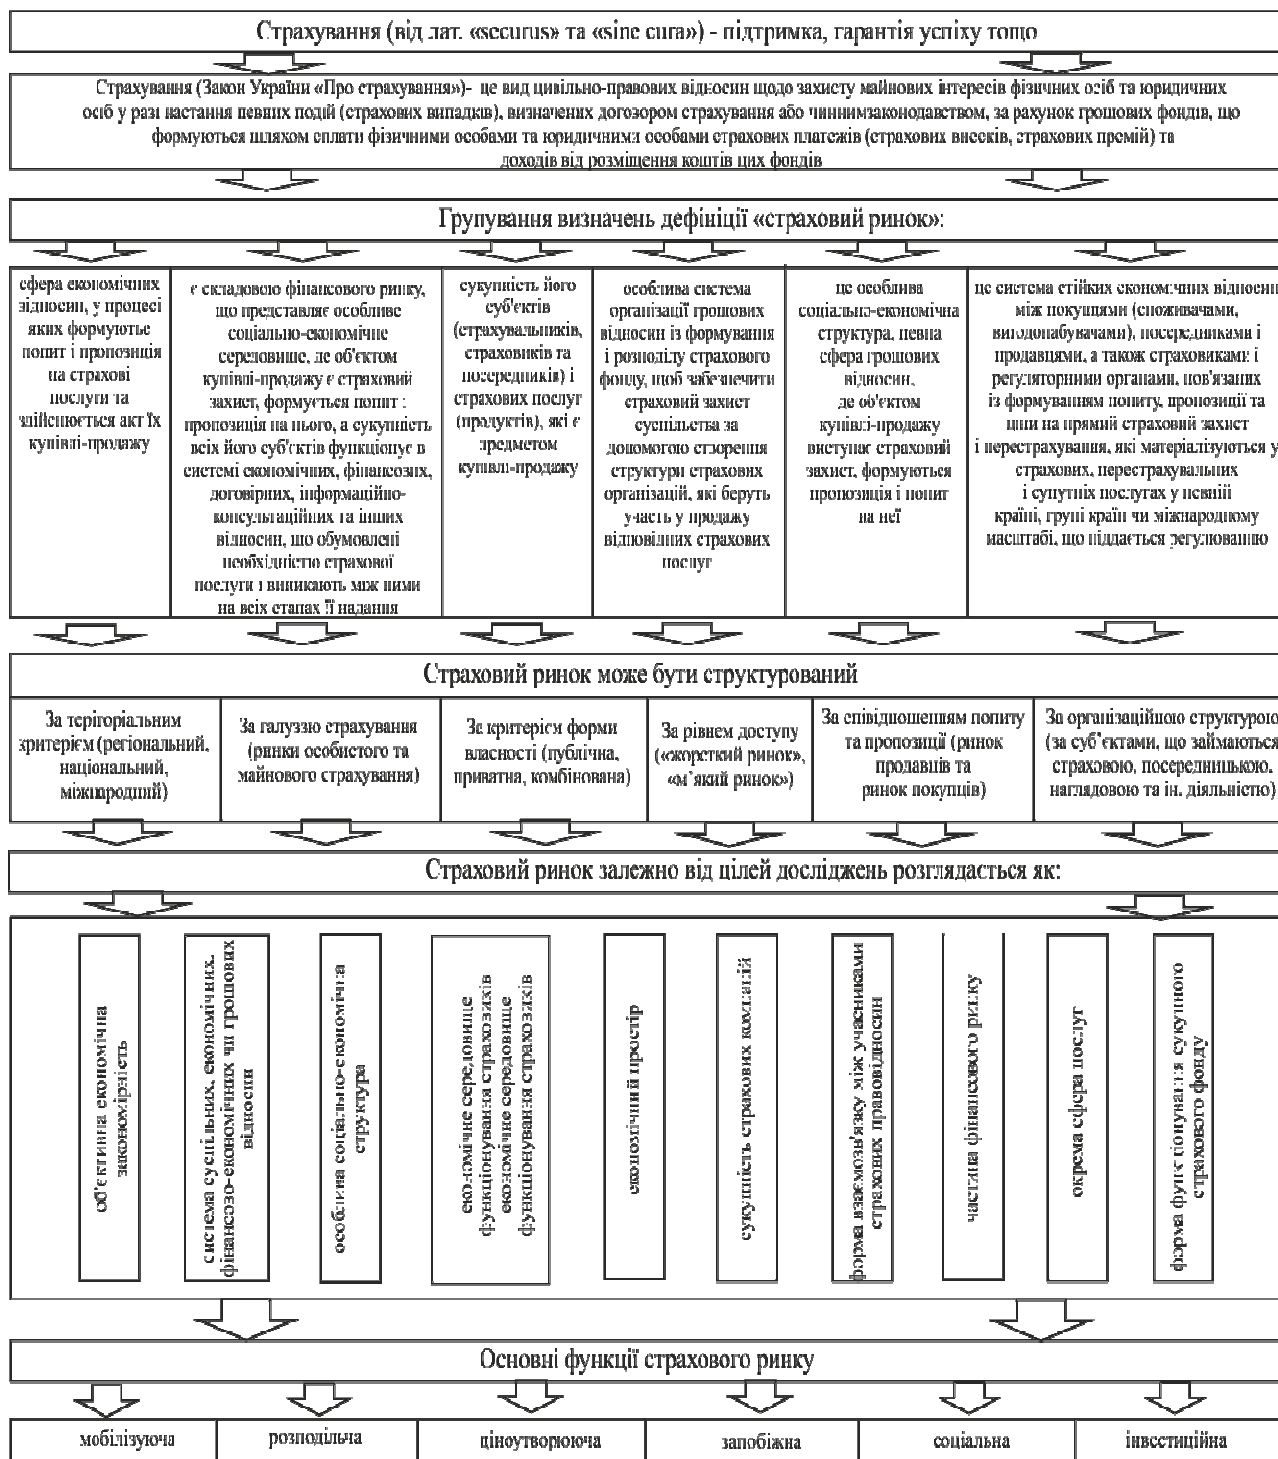 Страхування (від лат. «securus» та «sine cura») - підтримка, гарантія успіху тощо
Страхування (Закон України «Про страхування»)- це вид цивільно-правових відносин щодо захисту майнових інтересів фізичних осіб та юридичних
осіб у разі настання певних подій (страхових випадків), визначених договором страхування або чиннимзаконодавством, за рахунок грошових фондів, що
формуються шляхом сплати фізичними особами та юридичними особами страхових платежів (страхових внесків, страхових премій) та
доходів від розміщення коштів цих фондів
Групування визначень дефініції «страховий ринок»:
сфера економічних
відносин, у процесі
яких формуютьс
попит і пропозиція
на страхові
послуги та
здійснюється акт їх
купівлі-продажу
є складовою фінансового ринку,
що представляє особливе
соціально-економічне
середовище, де об'єктом
купівлі-продажу є страховий
захист, формується попит і
пропозиція на нього, а сукупність
всіх його суб'єктів функціонує в
системі економічних, фінансових,
договірних, інформаційно-
консультаційних та інших
відносин, що обумовлені
необхідністю страхової
послуги і виникають між ними
на всіх етапах її надання
сукупність його
суб'єктів
(страхувальників,
страховиків та
посередників) і
страхових послуг
(продуктів), які є
предметом
купівлі-продажу
особлива система
організації грошових
відносин із формування
і розподілу страхового
фонду, щоб забезпечити
страховий захист
суспільства за
допомогою створення
структури страхових
організацій, які беруть
участь у продажу
відповідних страхових
послуг
це особлива
соціально-економічна
структура, певна
сфера грошових
відносин,
де об'єктом
купівлі-продажу
виступає страховий
захист, формуються
пропозиція і попит
на неї
це система стійких економічних відносин
між покупцями (споживачами,
вигодонабувачами), посередниками і
продавцями, а також страховиками і
регуляторними органами, пов'язаних
із формуванням попиту, пропозиції та
ціни на прямий страховий захист
і перестрахування, які матеріалізуються у
страхових, перестрахувальних
і супутніх послугах у певній
країні, групі країн чи міжнародному
масштабі, що піддається регулюванню
Страховий ринок може бути структурований
За терігоріальним
критерієм (регіональний,
національний,
міжнародний)
За галуззю страхування
(ринки особистого та
майнового страхування)
За критерієм форми
власності (публічна,
приватна, комбінована)
За рівнем доступу
(«жорсткий ринок»,
«м'який ринок»)
За співідношенням попиту
та пропозиції (ринок
продавців та
ринок покупців)
За організаційною структурою
(за суб'єктами, що займаються
страховою, посередницькою.
наглядовою та ін. діяльністю)
Страховий ринок залежно від цілей досліджень розглядається як:
об'єктивна економічна
закономірність
система суспільних, економічних,
фінансово-економічних чи грошових
відносин
особлива соціально-економічна
структура
економічне середовище
функціонування страховиків
економічне середовище
функціонування страховиків
економічний простір
сукупність страхових компаній
форма взаємозв'язку між учасниками
страхових правовідносин
частина фінансового ринку
окрема сфера послуг
форма функціонування сукупного
страхового фонду
Основні функції страхового ринку
мобілізуюча
розподільча
ціноутворююча
запобіжна
соціальна
інвестиційна